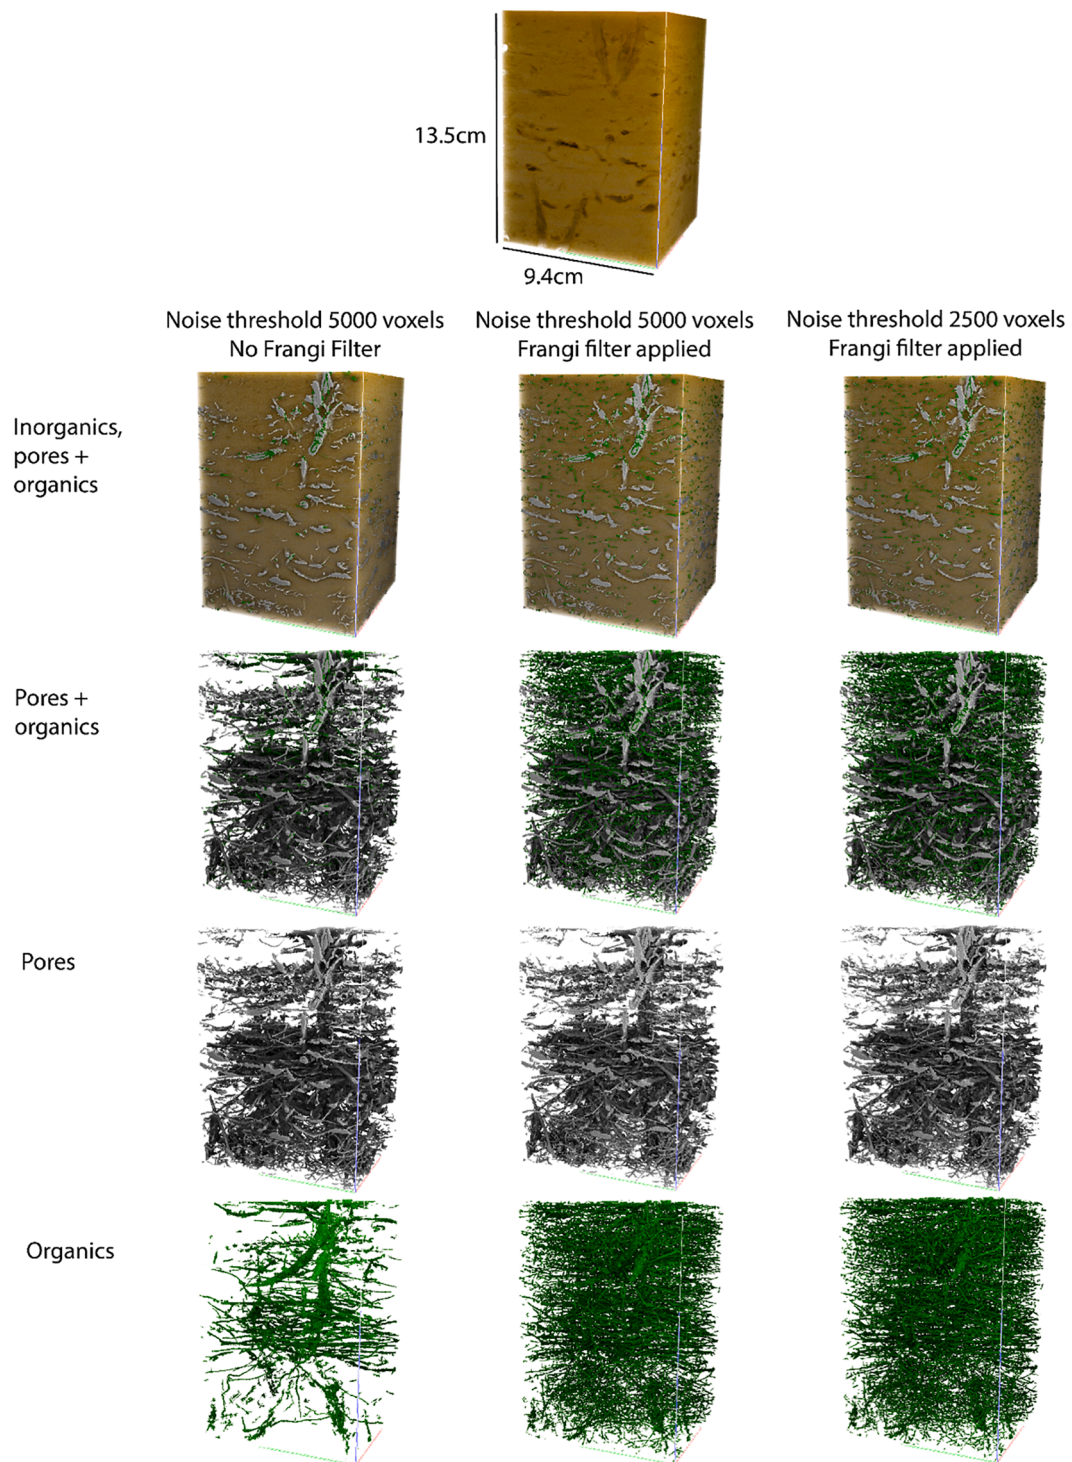 13.5cm
9.4cm
Noise threshold 5000 voxels
No Frangi Filter
Noise threshold 5000 voxels
Frangi filter applied
Noise threshold 2500 voxels
Frangi filter applied
Inorganics,
pores +
organics
Pores +
organics
Pores
Organics